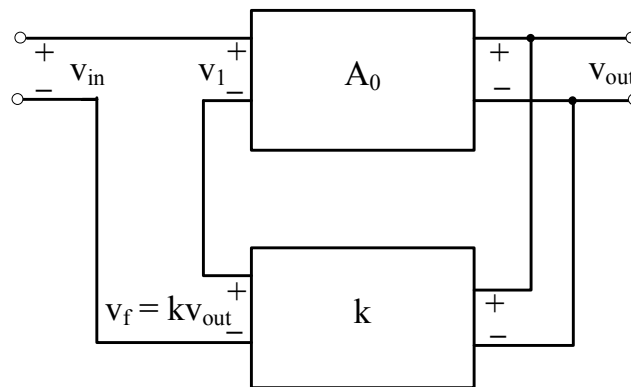 + + +  +
v_in v_1 A_0 v_out
− − − −
+ +
v_f = kv_out k
− −